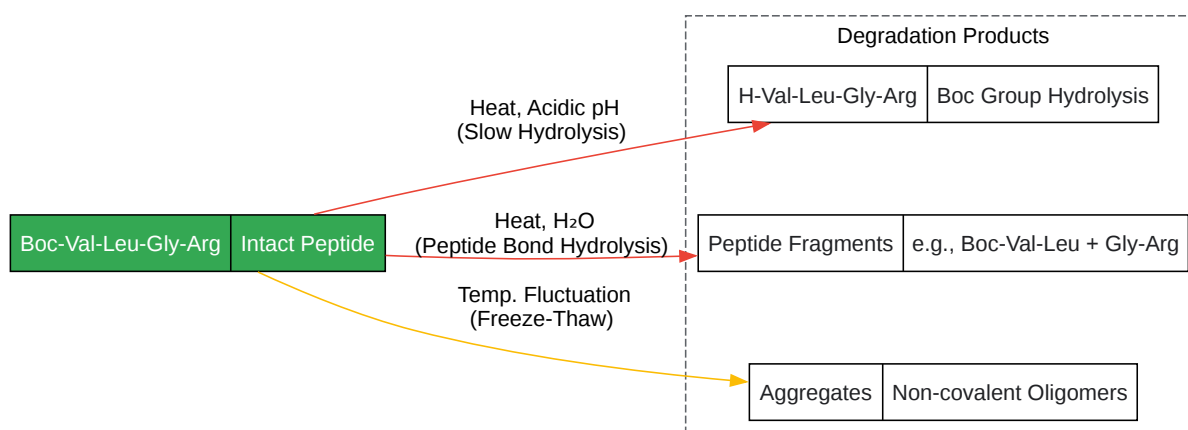 Degradation Products
H-Val-Leu-Gly-Arg Boc Group Hydrolysis
Heat, Acidic pH
(Slow Hydrolysis)
Boc-Val-Leu-Gly-Arg Intact Peptide
Heat, H₂O
(Peptide Bond Hydrolysis)
Peptide Fragments e.g., Boc-Val-Leu + Gly-Arg
Temp. Fluctuation
(Freeze-Thaw)
Aggregates Non-covalent Oligomers